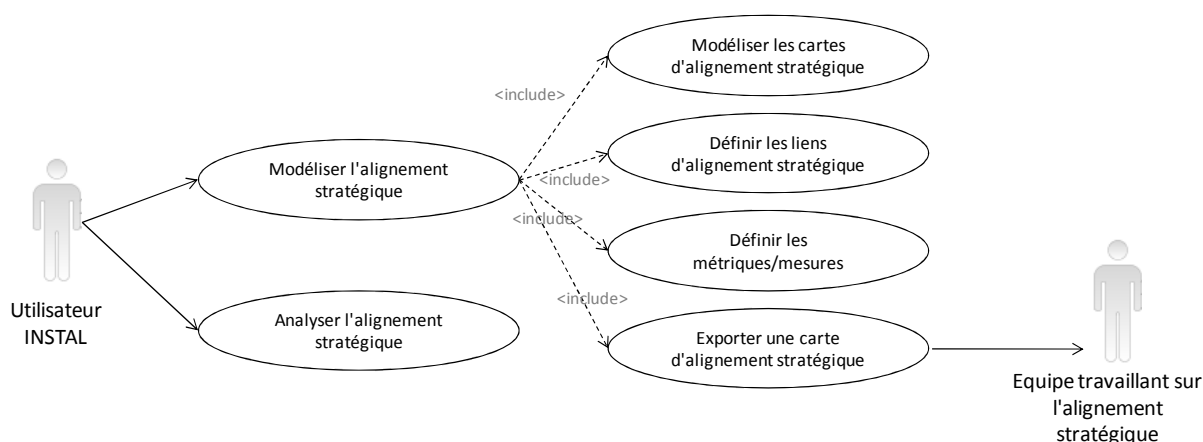 Modéliser les cartes
d'alignement stratégique
<include>
Modéliser l'alignement
stratégique
Définir les liens
d'alignement stratégique
<include>
<include>
Définir les
métriques/mesures
Utilisateur
INSTAL
Analyser l'alignement
stratégique
<include>
Exporter une carte
d'alignement stratégique
Equipe travaillant sur
l'alignement
stratégique